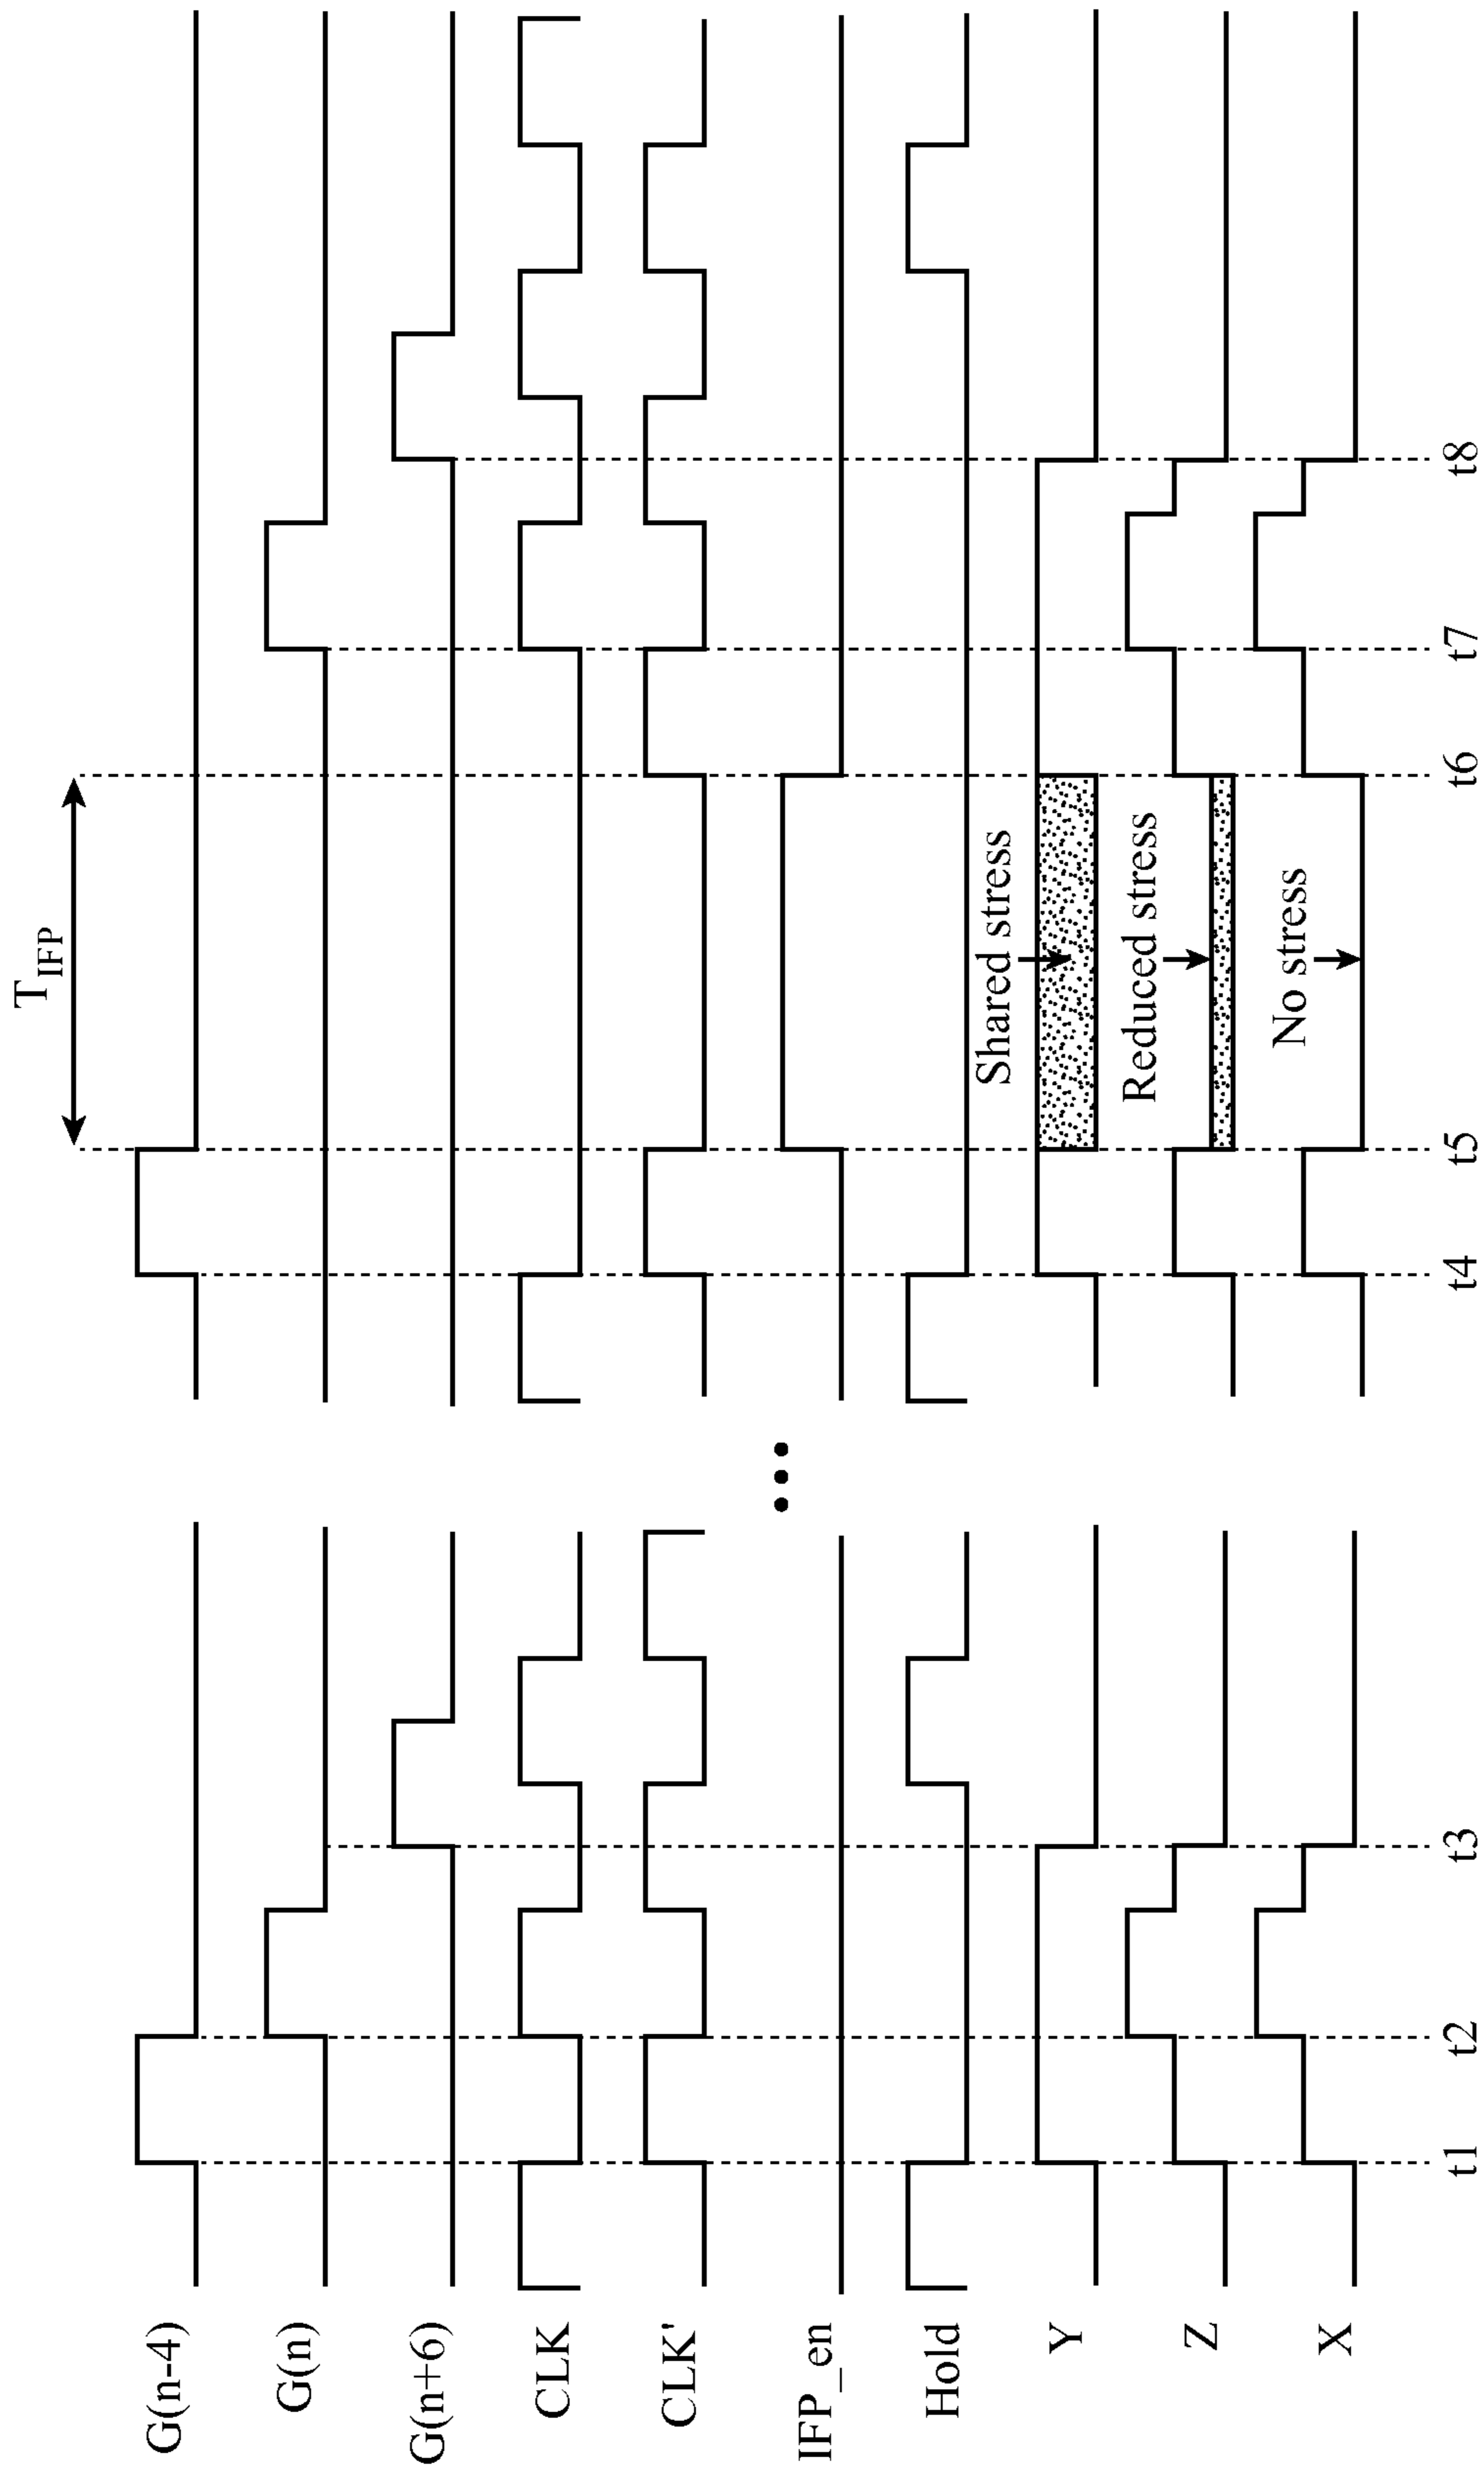 T_IFP
G(n-4)
G(n)
G(n+6)
CLK
CLK'
IFP_en
Hold
Shared stress
Y
Reduced stress
Z
No stress
X
t1 t2 t3 t4 t5 t6 t7 t8